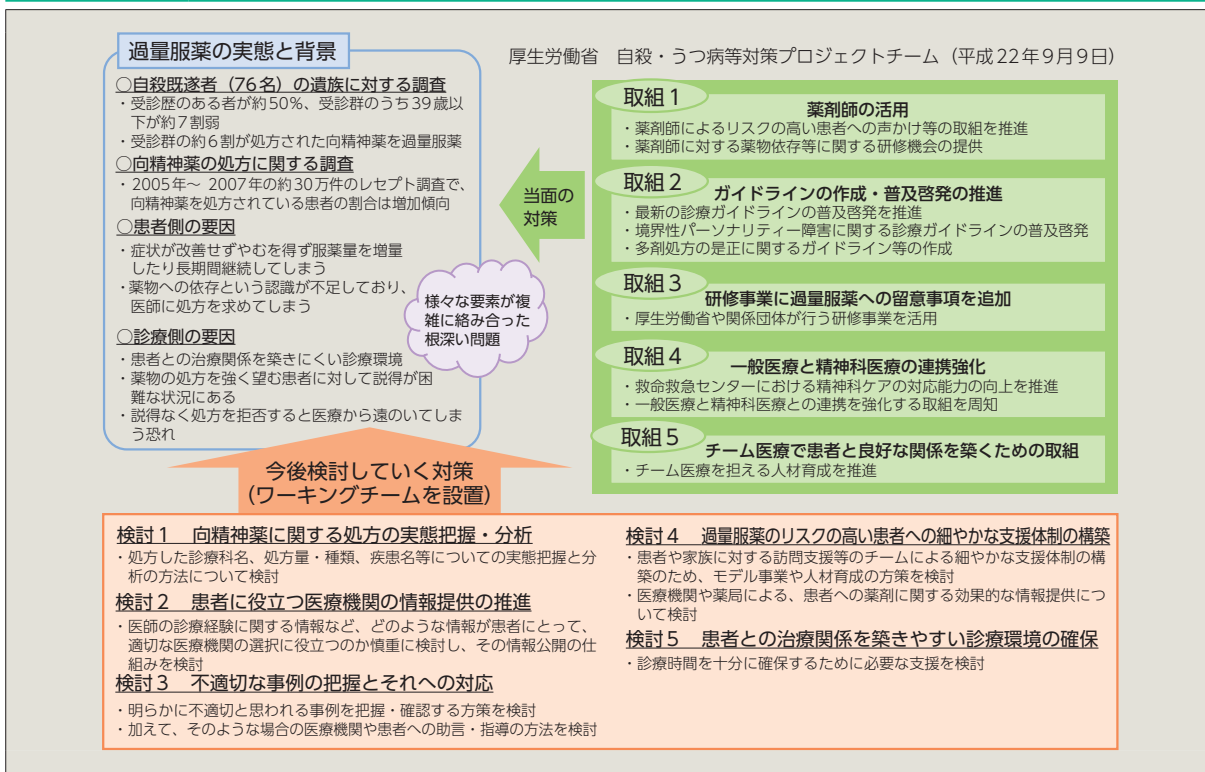 過量服薬の実態と背景
厚生労働省　自殺・うつ病等対策プロジェクトチーム（平成22年9月9日）
○自殺既遂者（76名）の遺族に対する調査
・受診歴のある者が約50％、受診群のうち39歳以
下が約7割弱
・受診群の約6割が処方された向精神薬を過量服薬
○向精神薬の処方に関する調査
・2005年～2007年の約30万件のレセプト調査で、
向精神薬を処方されている患者の割合は増加傾向
○患者側の要因
・症状が改善せずやむを得ず服薬量を増量
したり長期間継続してしまう
・薬物への依存という認識が不足しており、
医師に処方を求めてしまう
○診療側の要因
・患者との治療関係を築きにくい診療環境
・薬物の処方を強く望む患者に対して説得が困
難な状況にある
・説得なく処方を拒否すると医療から遠のいてしま
う恐れ
様々な要素が複
雑に絡み合った
根深い問題
当面の
対策
取組1
薬剤師の活用
・薬剤師によるリスクの高い患者への声かけ等の取組を推進
・薬剤師に対する薬物依存等に関する研修機会の提供
取組2
ガイドラインの作成・普及啓発の推進
・最新の診療ガイドラインの普及啓発を推進
・境界性パーソナリティー障害に関する診療ガイドラインの普及啓発
・多剤処方の是正に関するガイドライン等の作成
取組3
研修事業に過量服薬への留意事項を追加
・厚生労働省や関係団体が行う研修事業を活用
取組4
一般医療と精神科医療の連携強化
・救命救急センターにおける精神科ケアの対応能力の向上を推進
・一般医療と精神科医療との連携を強化する取組を周知
取組5
チーム医療で患者と良好な関係を築くための取組
・チーム医療を担える人材育成を推進
今後検討していく対策
（ワーキングチームを設置）
検討1　向精神薬に関する処方の実態把握・分析
・処方した診療科名、処方量・種類、疾患名等についての実態把握と分
析の方法について検討
検討2　患者に役立つ医療機関の情報提供の推進
・医師の診療経験に関する情報など、どのような情報が患者にとって、
適切な医療機関の選択に役立つのか慎重に検討し、その情報公開の仕
組みを検討
検討3　不適切な事例の把握とそれへの対応
・明らかに不適切と思われる事例を把握・確認する方策を検討
・加えて、そのような場合の医療機関や患者への助言・指導の方法を検討
検討4　過量服薬のリスクの高い患者への細やかな支援体制の構築
・患者や家族に対する訪問支援等のチームによる細やかな支援体制の構
築のため、モデル事業や人材育成の方策を検討
・医療機関や薬局による、患者への薬剤に関する効果的な情報提供につ
いて検討
検討5　患者との治療関係を築きやすい診療環境の確保
・診療時間を十分に確保するために必要な支援を検討